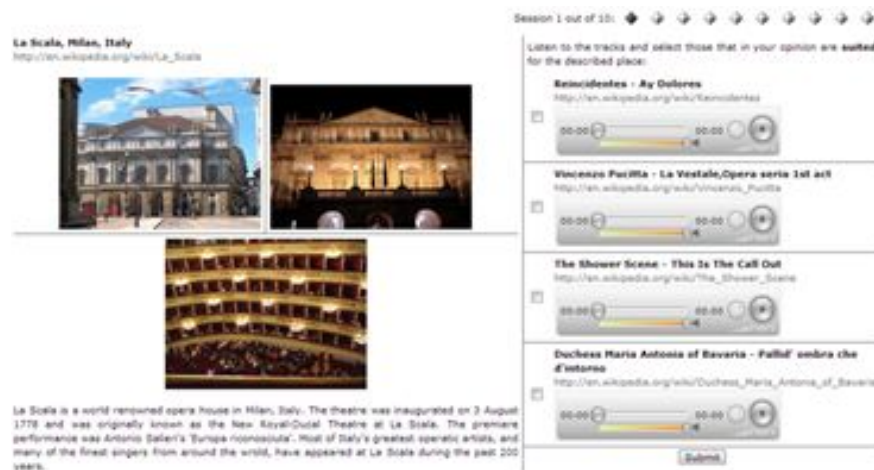 Session 1 out of 10:
La Scala, Milan, Italy
http://en.wikipedia.org/wiki/La_Scala
La Scala is a world renowned opera house in Milan, Italy. The theatre was inaugurated on 3 August
1778 and was originally known as the New Royal-Ducal Theatre at La Scala. The premiere
performance was Antonio Salieri's 'Europa riconosciuta'. Most of Italy's greatest operatic artists, and
many of the finest singers from around the world, have appeared at La Scala during the past 200
years.
Listen to the tracks and select those that in your opinion are suited
for the described place:
Reincidentes - Ay Dolores
http://en.wikipedia.org/wiki/Reincidentes
00:00 00:00
Vincenzo Pucitta - La Vestale,Opera seria 1st act
http://en.wikipedia.org/wiki/Vincenzo_Pucitta
00:00 00:00
The Shower Scene - This Is The Call Out
http://en.wikipedia.org/wiki/The_Shower_Scene
00:00 00:00
Duchess Maria Antonia of Bavaria - Pallid' ombra che
d'intorno
http://en.wikipedia.org/wiki/Duchess_Maria_Antonia_of_Bavaria
00:00 00:00
Submit